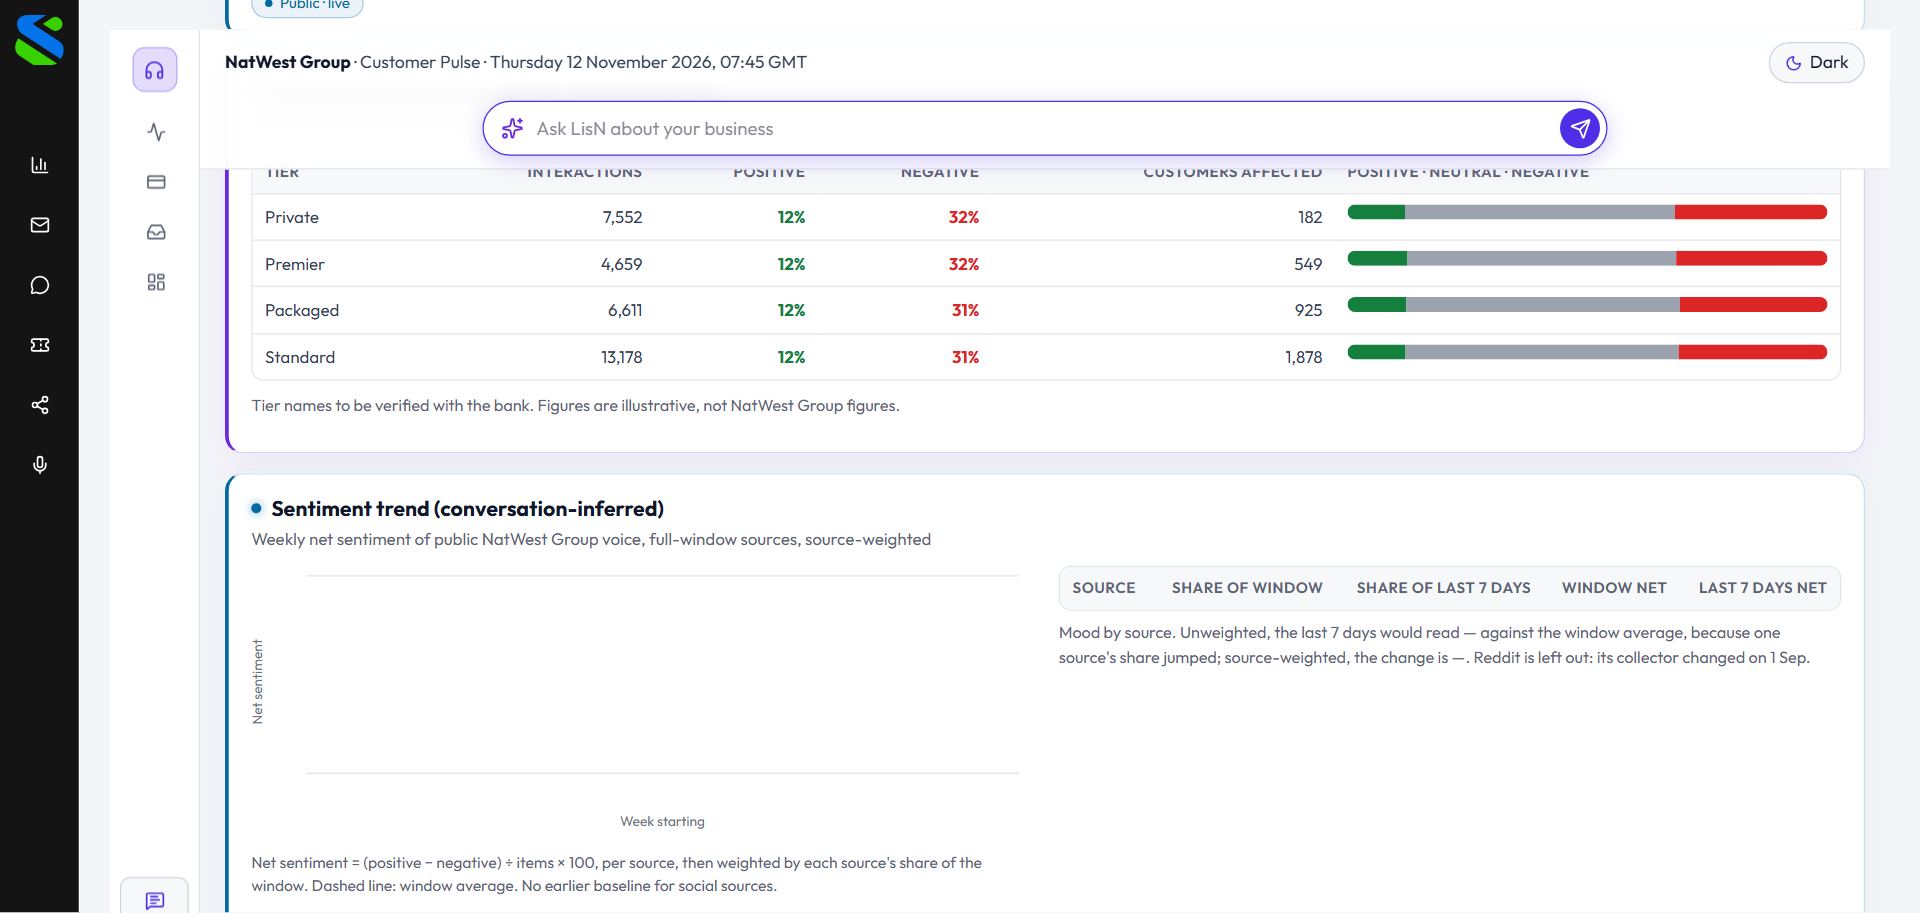 Public · live
NatWest Group · Customer Pulse · Thursday 12 November 2026, 07:45 GMT
Dark
Ask LisN about your business
TIER INTERACTIONS POSITIVE NEGATIVE CUSTOMERS AFFECTED POSITIVE · NEUTRAL · NEGATIVE
Private 7,552 12% 32% 182
Premier 4,659 12% 32% 549
Packaged 6,611 12% 31% 925
Standard 13,178 12% 31% 1,878
Tier names to be verified with the bank. Figures are illustrative, not NatWest Group figures.
Sentiment trend (conversation-inferred)
Weekly net sentiment of public NatWest Group voice, full-window sources, source-weighted
Net sentiment
Week starting
Net sentiment = (positive − negative) ÷ items × 100, per source, then weighted by each source's share of the
window. Dashed line: window average. No earlier baseline for social sources.
SOURCE SHARE OF WINDOW SHARE OF LAST 7 DAYS WINDOW NET LAST 7 DAYS NET
Mood by source. Unweighted, the last 7 days would read — against the window average, because one
source's share jumped; source-weighted, the change is —. Reddit is left out: its collector changed on 1 Sep.